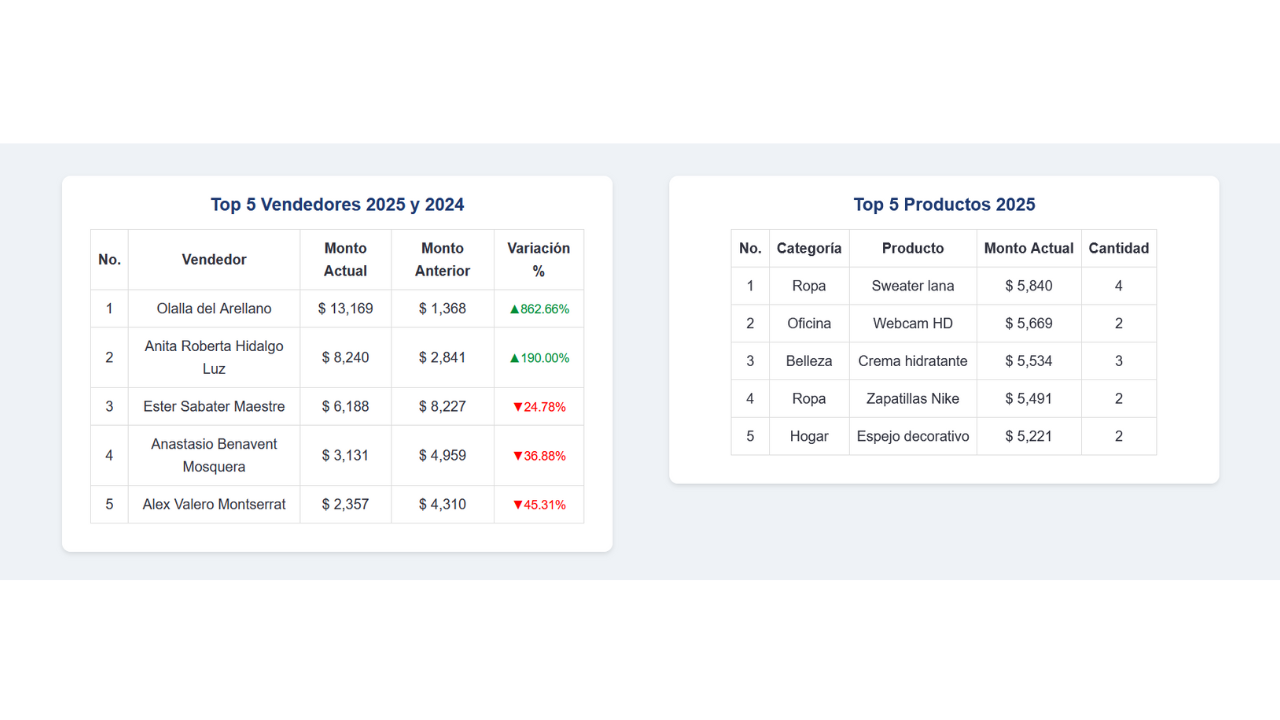 Top 5 Vendedores 2025 y 2024
No. Vendedor Monto Actual Monto Anterior Variación %
1 Olalla del Arellano $ 13,169 $ 1,368 ▲862.66%
2 Anita Roberta Hidalgo Luz $ 8,240 $ 2,841 ▲190.00%
3 Ester Sabater Maestre $ 6,188 $ 8,227 ▼24.78%
4 Anastasio Benavent Mosquera $ 3,131 $ 4,959 ▼36.88%
5 Alex Valero Montserrat $ 2,357 $ 4,310 ▼45.31%
Top 5 Productos 2025
No. Categoría Producto Monto Actual Cantidad
1 Ropa Sweater lana $ 5,840 4
2 Oficina Webcam HD $ 5,669 2
3 Belleza Crema hidratante $ 5,534 3
4 Ropa Zapatillas Nike $ 5,491 2
5 Hogar Espejo decorativo $ 5,221 2